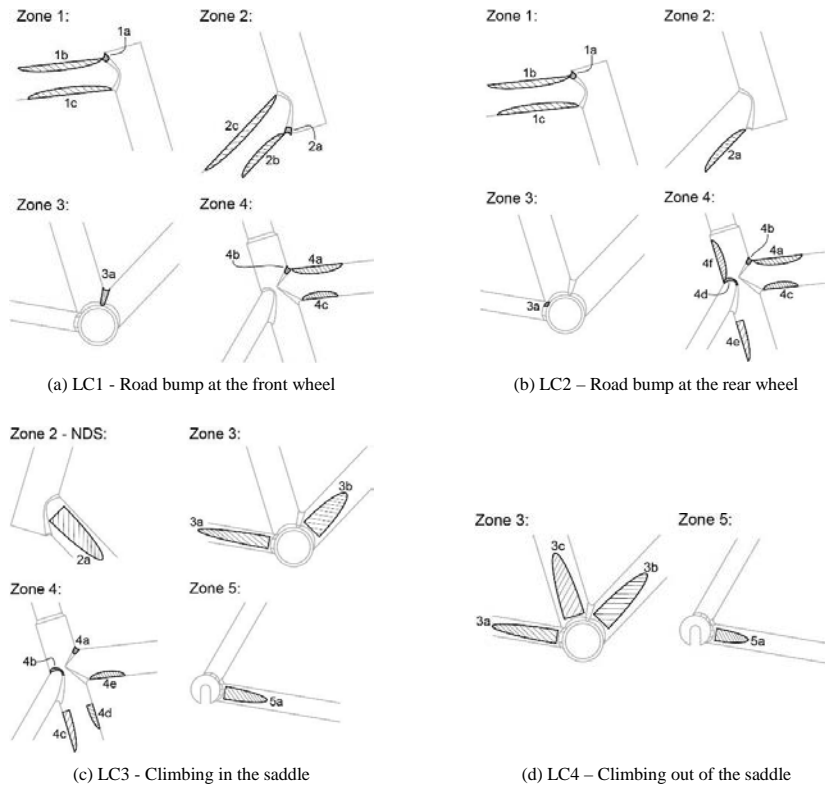 Zone 1:
1a
1b
1c
Zone 2:
2c
2b
2a
Zone 3:
3a
Zone 4:
4b
4a
4c
(a) LC1 - Road bump at the front wheel
Zone 1:
1a
1b
1c
Zone 2:
2a
Zone 3:
3a
Zone 4:
4b
4a
4f
4d
4c
4e
(b) LC2 – Road bump at the rear wheel
Zone 2 - NDS:
2a
Zone 3:
3b
3a
Zone 4:
4a
4b
4e
4d
4c
Zone 5:
5a
(c) LC3 - Climbing in the saddle
Zone 3:
3c
3b
3a
Zone 5:
5a
(d) LC4 – Climbing out of the saddle